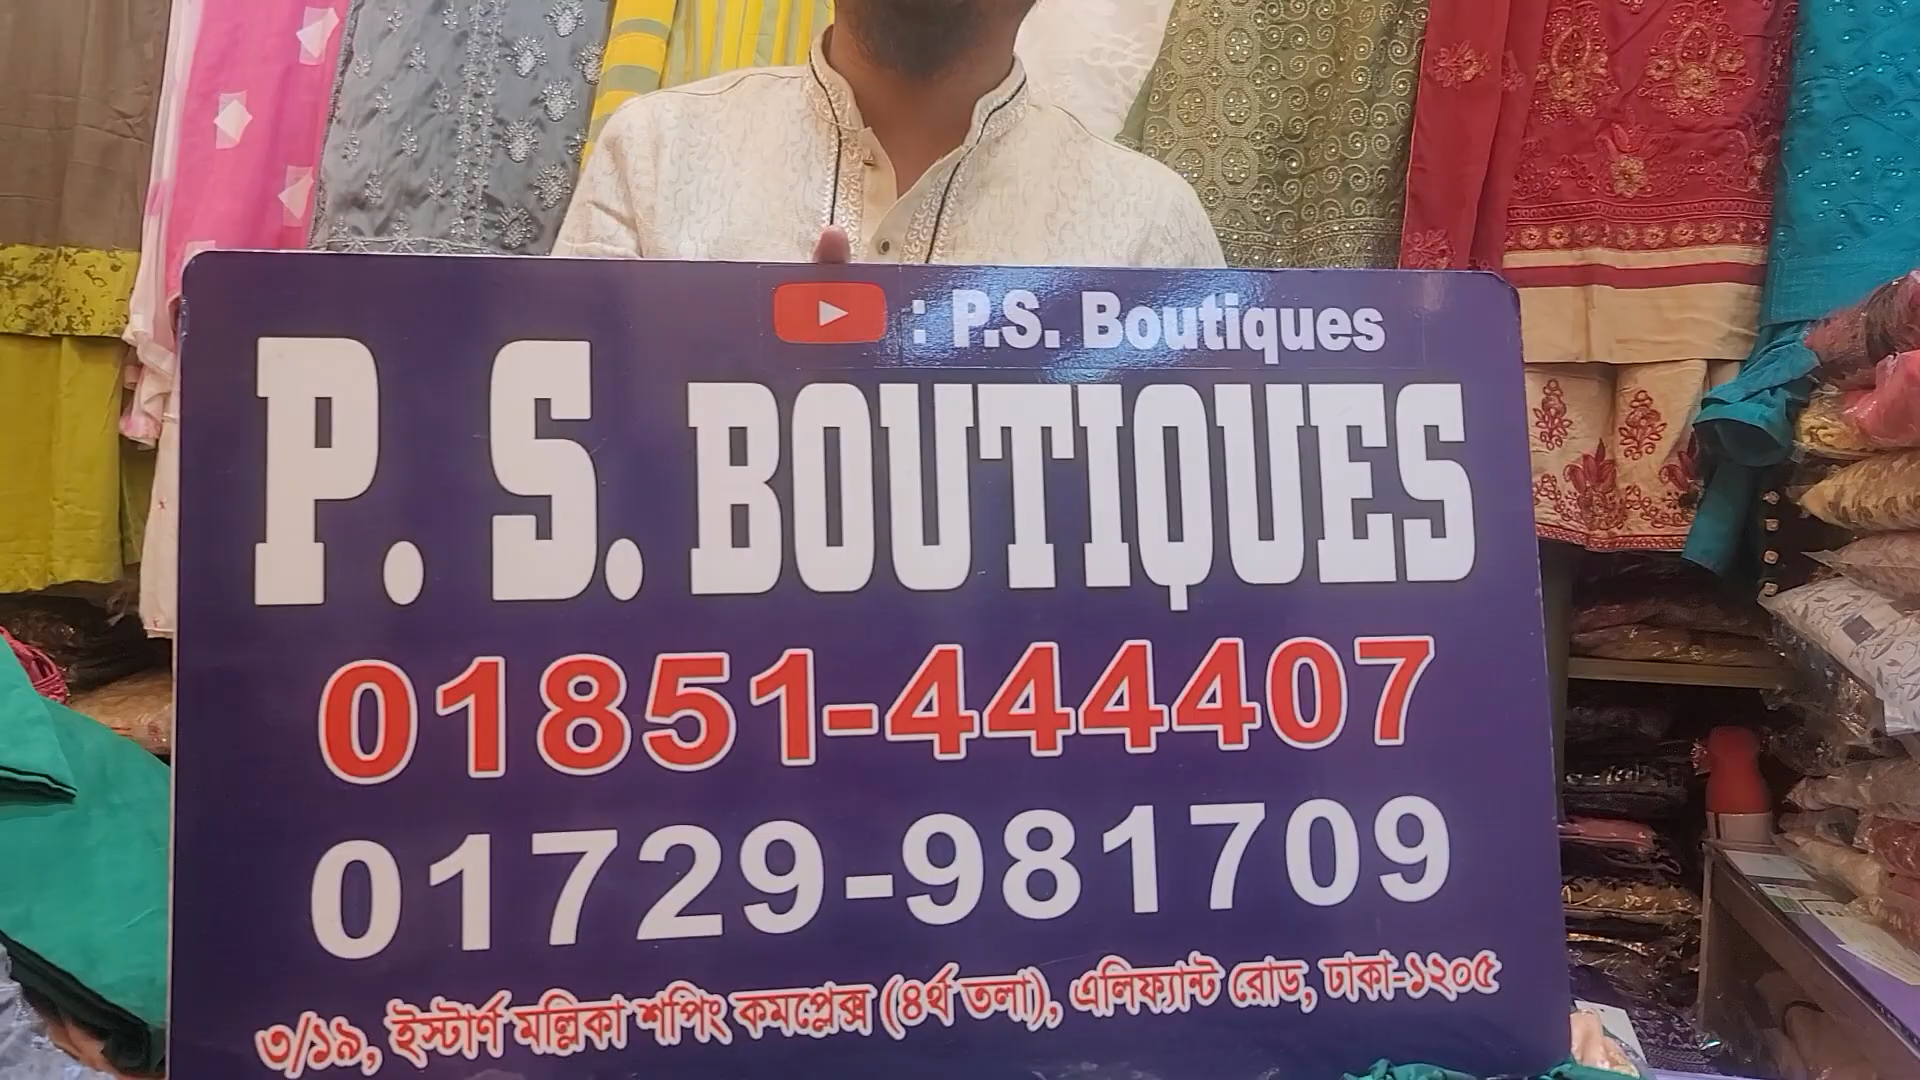 : P.S. Boutiques
P. S. BOUTIQUES
01851-444407
01729-981709
৩/১৯, ইস্টার্ণ মল্লিকা শপিং কমপ্লেক্স (৪র্থ তলা), এলিফ্যান্ট রোড, ঢাকা-১২০৫